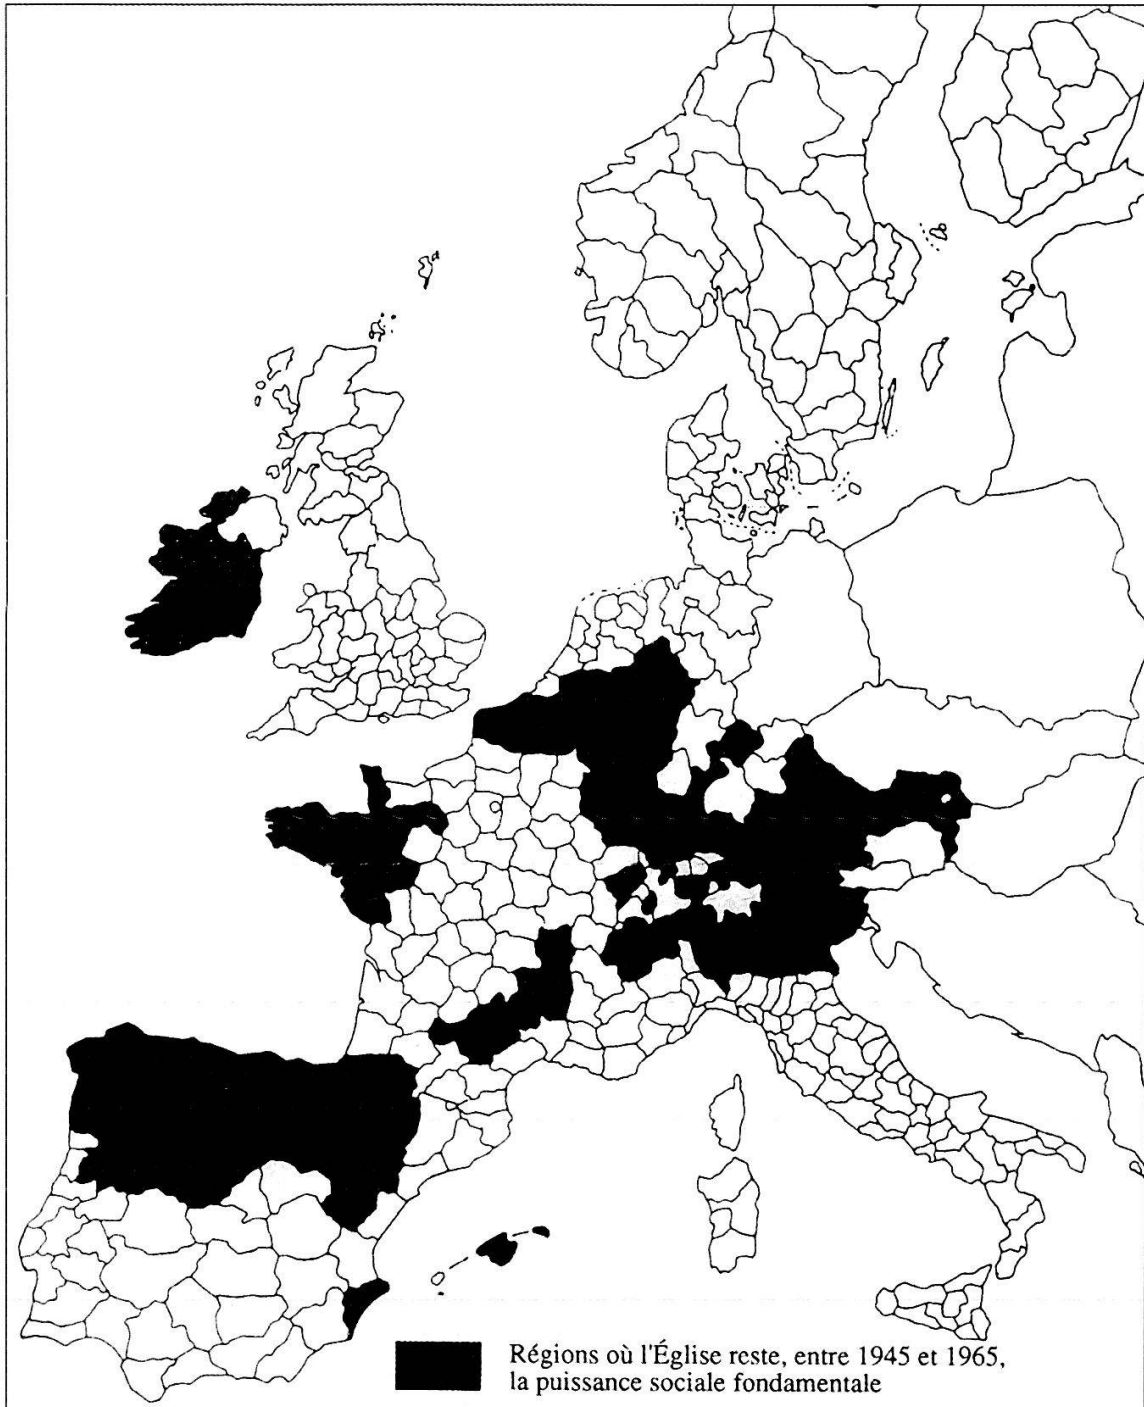 Régions où l'Église reste, entre 1945 et 1965,
la puissance sociale fondamentale